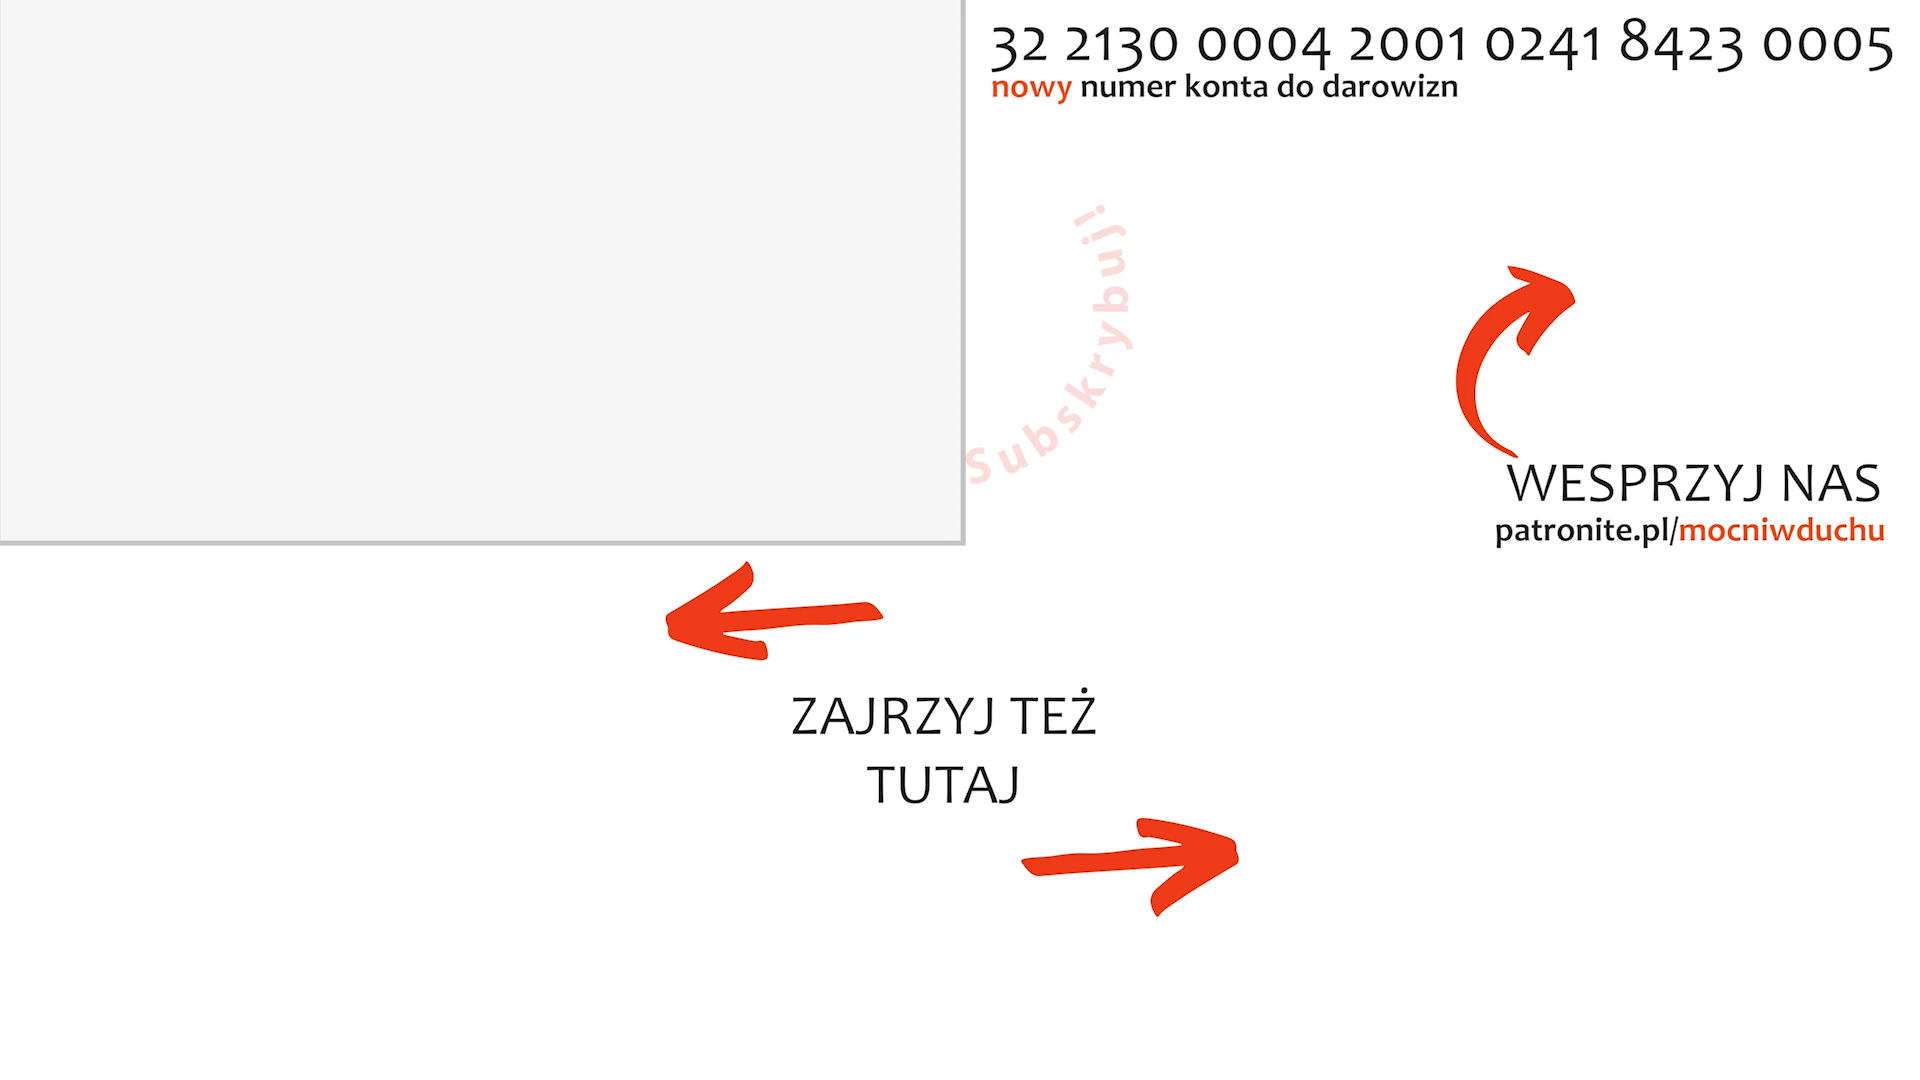 32 2130 0004 2001 0241 8423 0005
nowy numer konta do darowizn
Subskrybuj!
WESPRZYJ NAS
patronite.pl/mocniwduchu
ZAJRZYJ TEŻ
TUTAJ